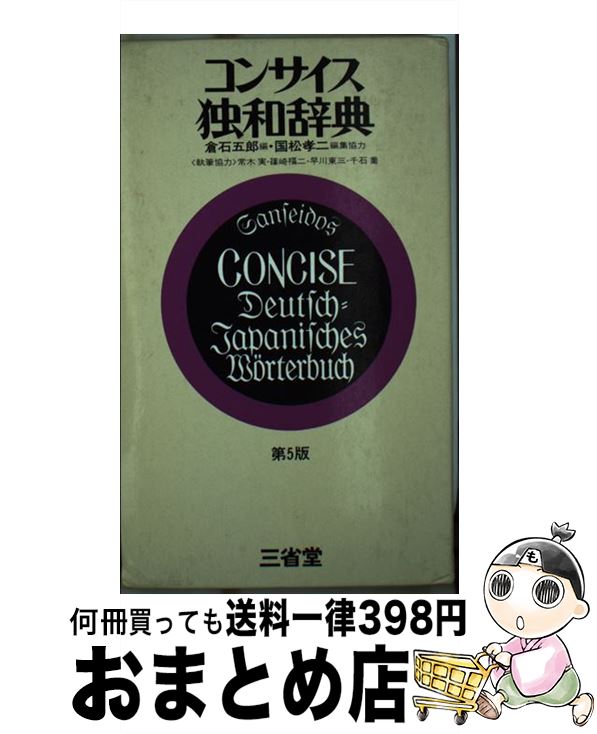 コンサイス
独和辞典
倉石五郎編・国松孝二編集協力
〈執筆協力〉常木 実・篠崎槇二・早川東三・千石 喬
Sanſeidos
CONCISE
Deutſch=
Japaniſches
Wörterbuch
第5版
三省堂
も
何冊買っても送料一律398円
おまとめ店